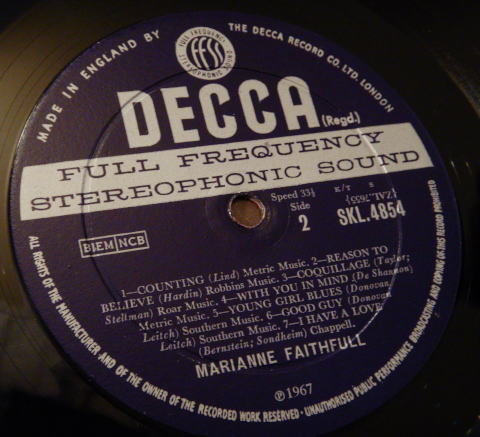 MADE IN ENGLAND BY
THE DECCA RECORD CO. LTD. LONDON
FULL FREQUENCY
FFSS
STEREOPHONIC SOUND
DECCA
(Regd.)
FULL FREQUENCY
STEREOPHONIC SOUND
Speed 33⅓
Side
2
K/T
(ZAL.7655)
SKL.4854
BIEM NCB
1—COUNTING (Lind) Metric Music. 2—REASON TO
BELIEVE (Hardin) Robbins Music. 3—COQUILLAGE (Taylor;
Stellman) Roar Music. 4—WITH YOU IN MIND (De Shannon)
Metric Music. 5—YOUNG GIRL BLUES (Donovan
Leitch) Southern Music. 6—GOOD GUY (Donovan
Leitch) Southern Music. 7—I HAVE A LOVE
(Bernstein; Sondheim) Chappell.
MARIANNE FAITHFULL
℗ 1967
ALL RIGHTS OF THE MANUFACTURER AND OF THE OWNER OF THE RECORDED WORK RESERVED · UNAUTHORISED PUBLIC PERFORMANCE BROADCASTING AND COPYING OF THIS RECORD PROHIBITED